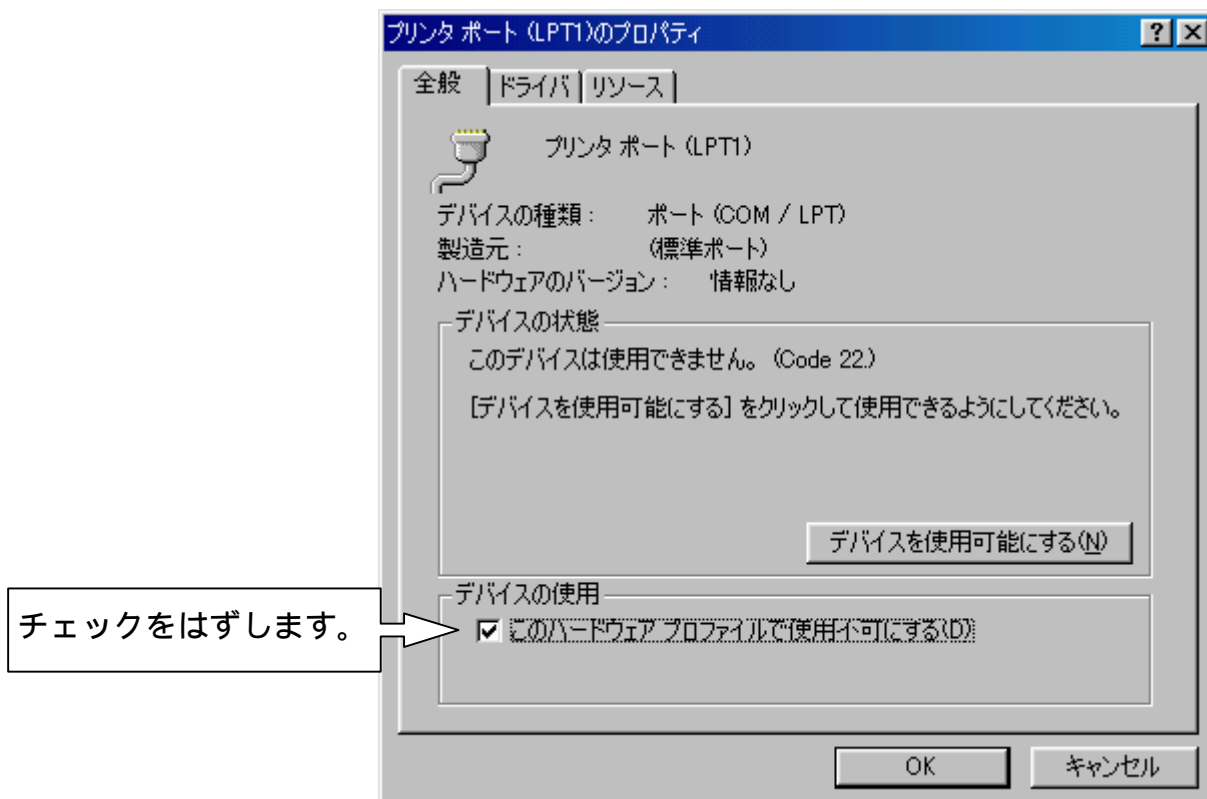 プリンタ ポート (LPT1)のプロパティ
全般 ドライバ リソース
プリンタ ポート (LPT1)
デバイスの種類: ポート (COM / LPT)
製造元: (標準ポート)
ハードウェアのバージョン: 情報なし
デバイスの状態
このデバイスは使用できません。 (Code 22.)
[デバイスを使用可能にする] をクリックして使用できるようにしてください。
デバイスを使用可能にする(N)
デバイスの使用
チェックをはずします。
このハードウェア プロファイルで使用不可にする(D)
OK キャンセル